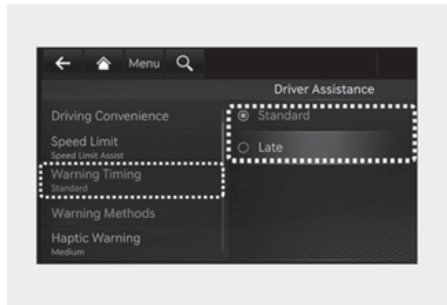 Menu
Driver Assistance
Driving Convenience
Speed Limit
Speed Limit Assist
Warning Timing
Standard
Warning Methods
Haptic Warning
Medium
Standard
Late